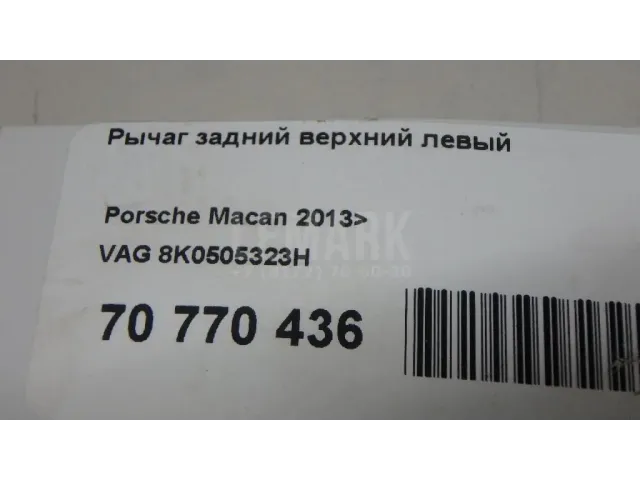 Рычаг задний верхний левый
Porsche Macan 2013>
VAG 8K0505323H
70 770 436